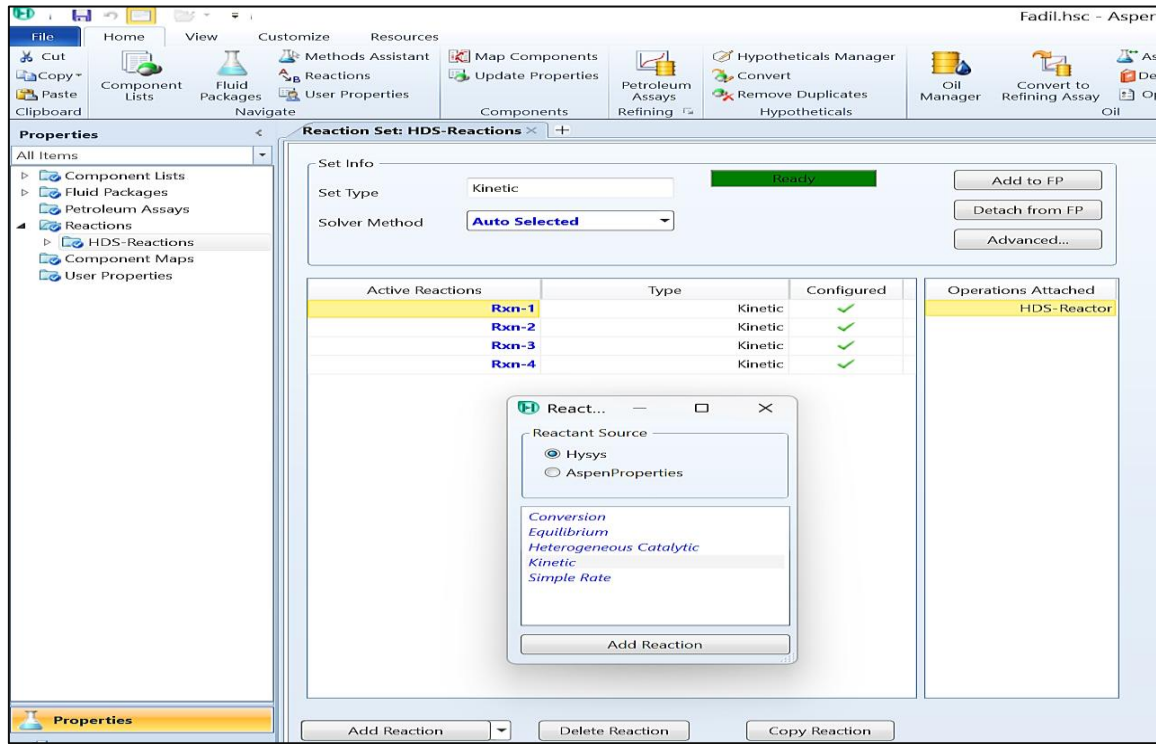 Fadil.hsc - Asper
File Home View Customize Resources
Cut
Copy
Paste
Clipboard
Component Lists
Fluid Packages
Methods Assistant
Reactions
User Properties
Navigate
Map Components
Update Properties
Components
Petroleum Assays
Refining
Hypotheticals Manager
Convert
Remove Duplicates
Hypotheticals
Oil Manager
Convert to Refining Assay
As
De
Op
Oil
Properties <
All Items
Component Lists
Fluid Packages
Petroleum Assays
Reactions
HDS-Reactions
Component Maps
User Properties
Properties
Reaction Set: HDS-Reactions × +
Set Info
Set Type Kinetic
Ready
Solver Method Auto Selected
Add to FP
Detach from FP
Advanced...
Active Reactions Type Configured
Rxn-1 Kinetic
Rxn-2 Kinetic
Rxn-3 Kinetic
Rxn-4 Kinetic
Operations Attached
HDS-Reactor
React...
Reactant Source
Hysys
AspenProperties
Conversion
Equilibrium
Heterogeneous Catalytic
Kinetic
Simple Rate
Add Reaction
Add Reaction Delete Reaction Copy Reaction